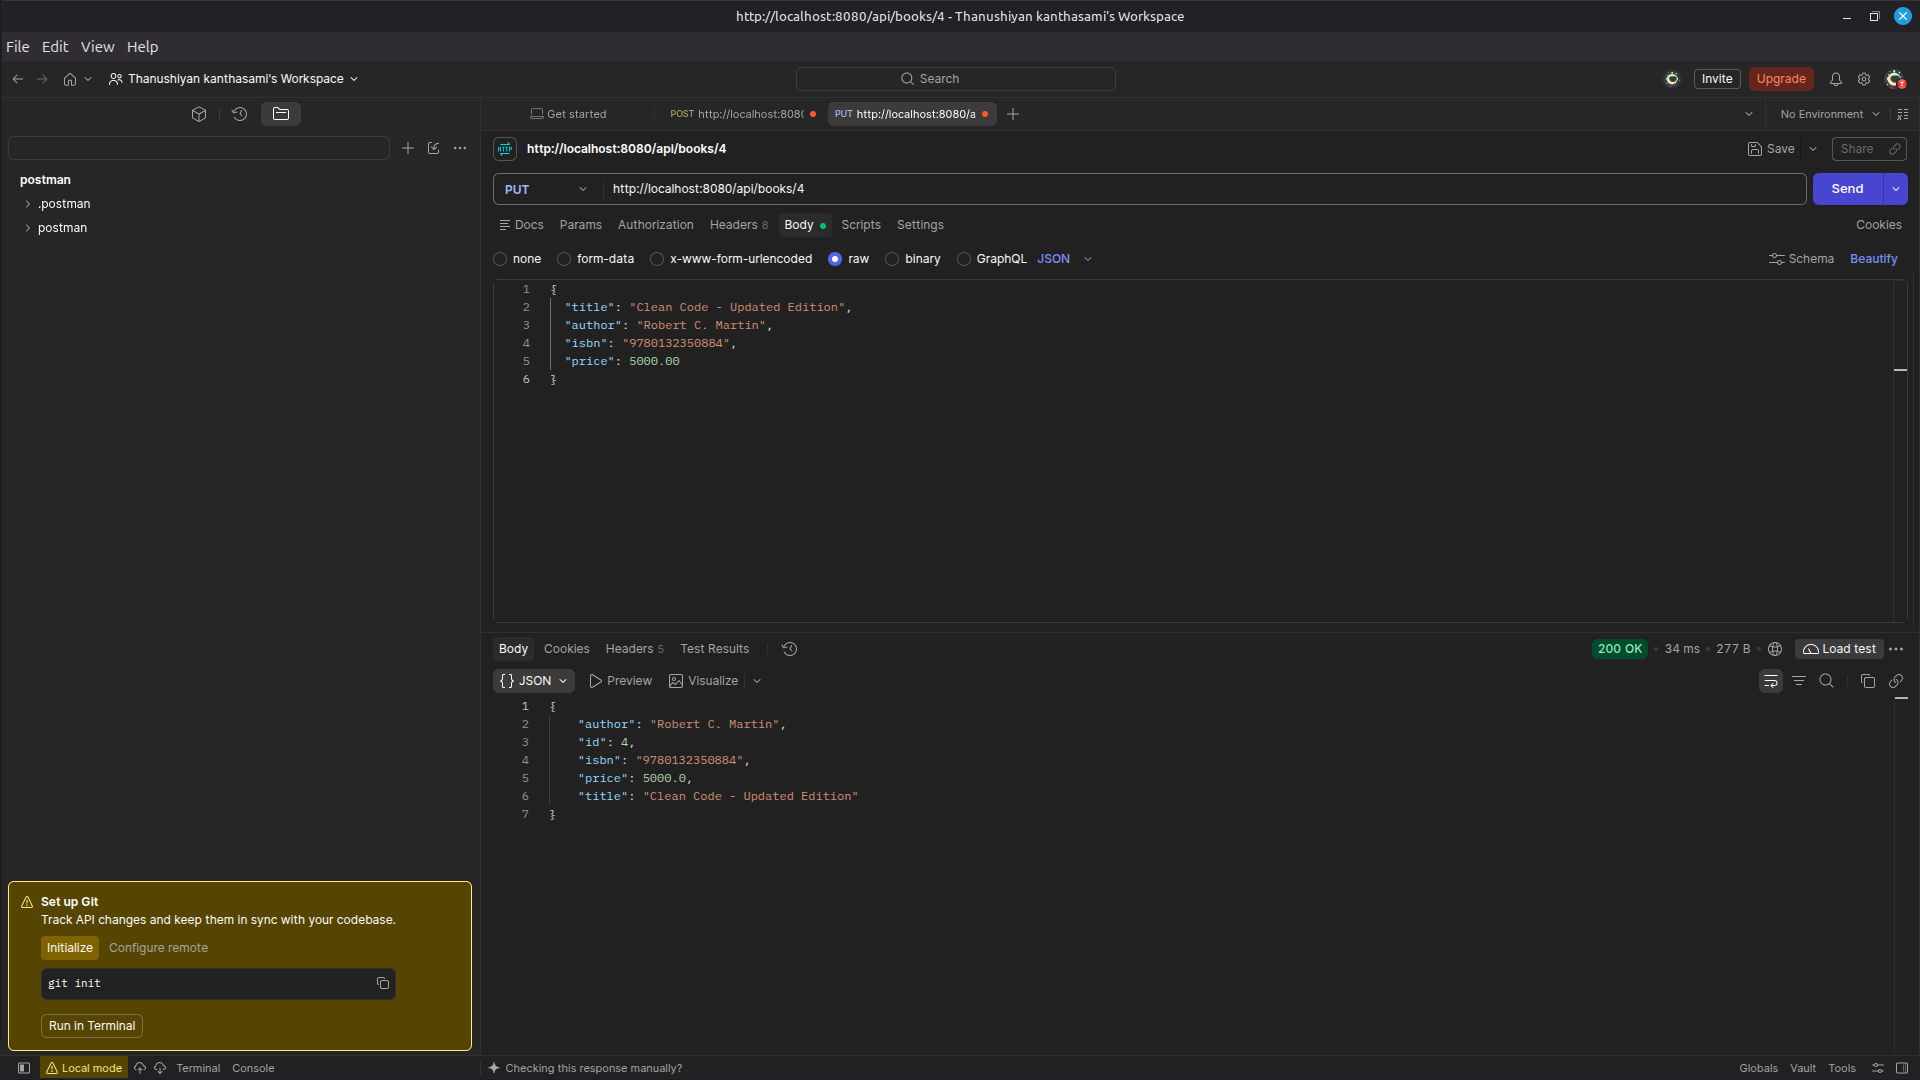 http://localhost:8080/api/books/4 - Thanushiyan kanthasami's Workspace
File Edit View Help
Thanushiyan kanthasami's Workspace
Search
Invite
Upgrade
Get started
POST http://localhost:808
PUT http://localhost:8080/a
No Environment
postman
.postman
postman
HTTP
http://localhost:8080/api/books/4
Save
Share
PUT
http://localhost:8080/api/books/4
Send
Docs Params Authorization Headers 8 Body Scripts Settings
Cookies
none form-data x-www-form-urlencoded raw binary GraphQL JSON
Schema Beautify
1 {
2 "title": "Clean Code - Updated Edition",
3 "author": "Robert C. Martin",
4 "isbn": "9780132350884",
5 "price": 5000.00
6 }
Body Cookies Headers 5 Test Results
200 OK • 34 ms • 277 B •
Load test
{} JSON Preview Visualize
1 {
2 "author": "Robert C. Martin",
3 "id": 4,
4 "isbn": "9780132350884",
5 "price": 5000.0,
6 "title": "Clean Code - Updated Edition"
7 }
Set up Git
Track API changes and keep them in sync with your codebase.
Initialize Configure remote
git init
Run in Terminal
Local mode
Terminal Console
Checking this response manually?
Globals Vault Tools